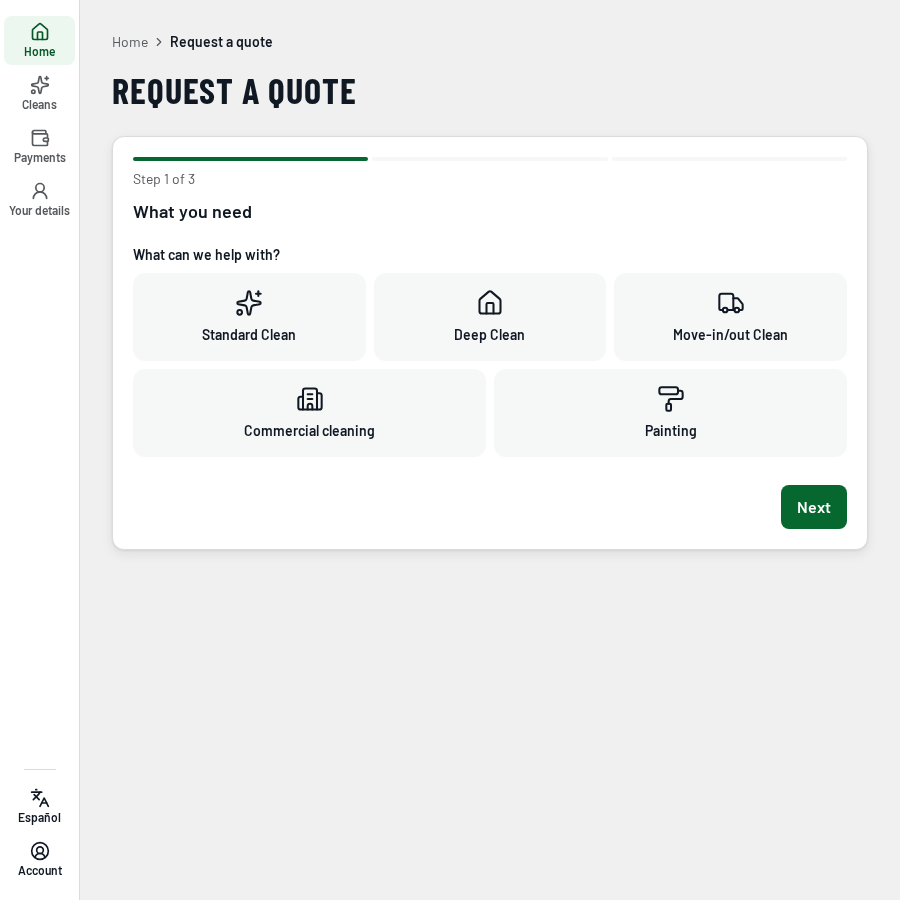 Home
Cleans
Payments
Your details
Español
Account
Home > Request a quote
REQUEST A QUOTE
Step 1 of 3
What you need
What can we help with?
Standard Clean
Deep Clean
Move-in/out Clean
Commercial cleaning
Painting
Next